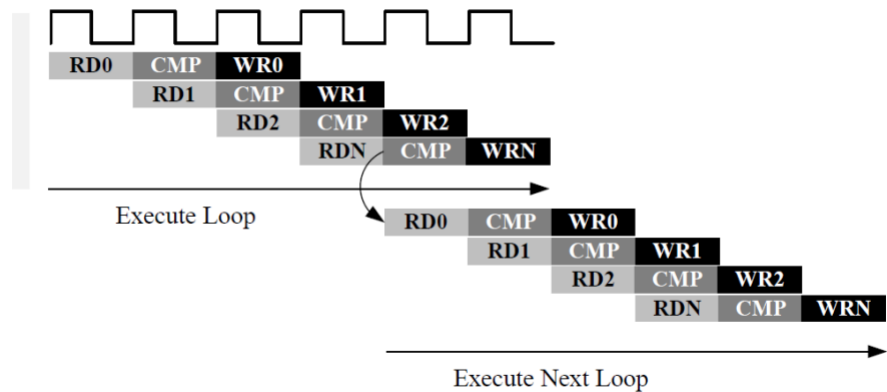 RD0 CMP WR0
RD1 CMP WR1
RD2 CMP WR2
RDN CMP WRN
Execute Loop
RD0 CMP WR0
RD1 CMP WR1
RD2 CMP WR2
RDN CMP WRN
Execute Next Loop